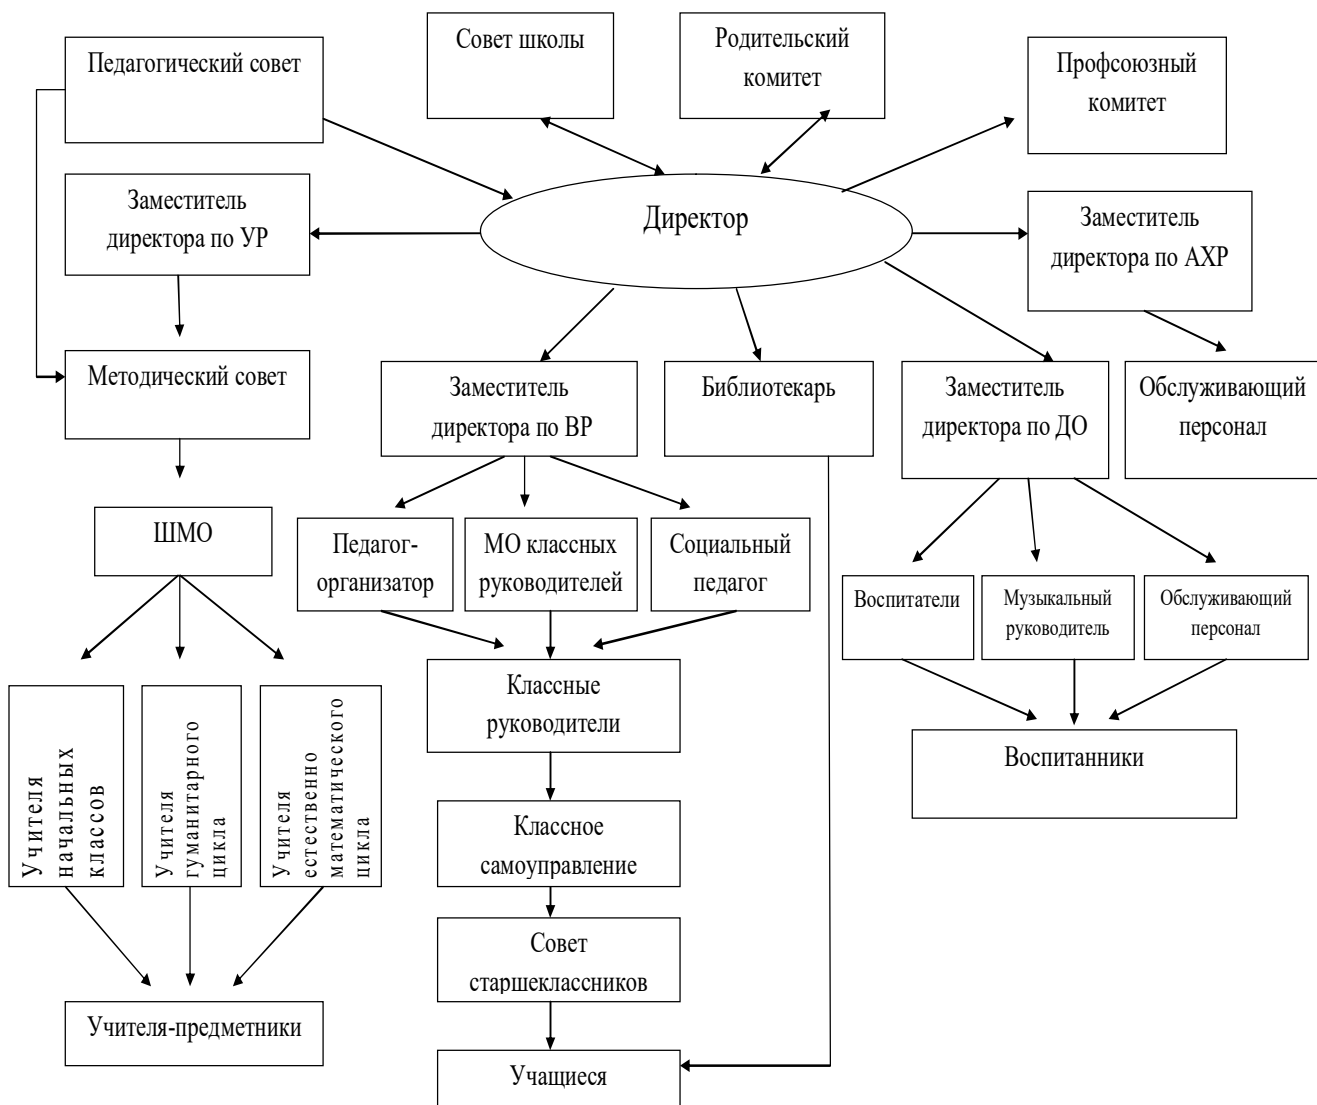 Педагогический совет
Совет школы
Родительский
комитет
Профсоюзный
комитет
Заместитель
директора по УР
Директор
Заместитель
директора по АХР
Методический совет
Заместитель
директора по ВР
Библиотекарь
Заместитель
директора по ДО
Обслуживающий
персонал
ШМО
Педагог-
организатор
МО классных
руководителей
Социальный
педагог
Воспитатели
Музыкальный
руководитель
Обслуживающий
персонал
Учителя
начальных
классов
Учителя
гуманитарного
цикла
Учителя
естественно
математического
цикла
Классные
руководители
Воспитанники
Классное
самоуправление
Совет
старшеклассников
Учителя-предметники
Учащиеся